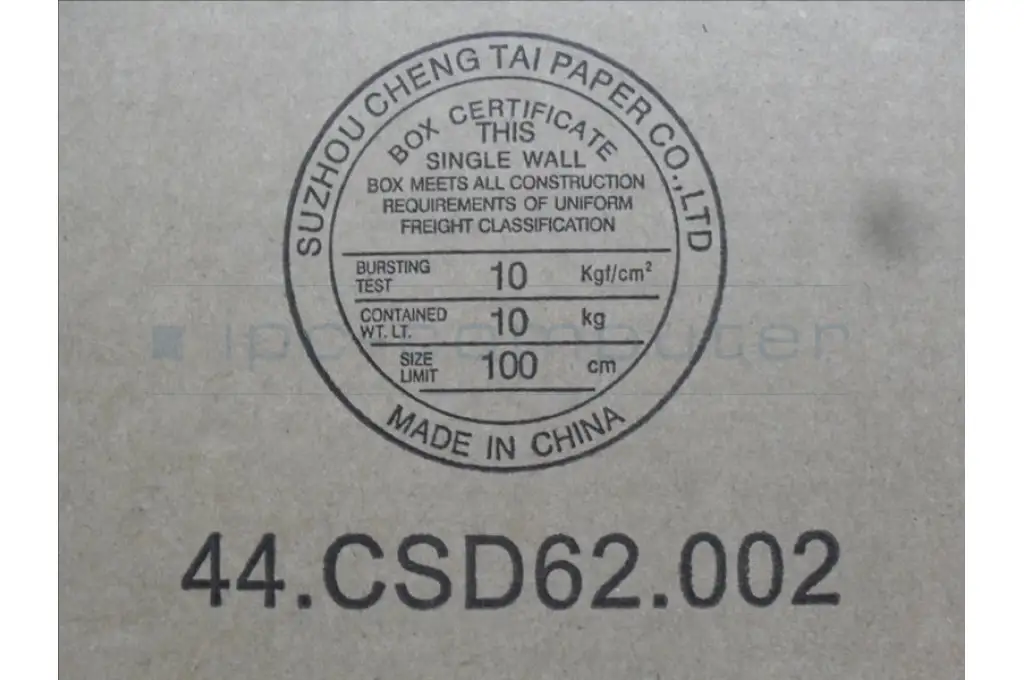 SUZHOU CHENG TAI PAPER CO.,LTD
BOX CERTIFICATE
THIS
SINGLE WALL
BOX MEETS ALL CONSTRUCTION
REQUIREMENTS OF UNIFORM
FREIGHT CLASSIFICATION
BURSTING TEST 10 Kgf/cm²
CONTAINED WT. LT. 10 kg
SIZE LIMIT 100 cm
MADE IN CHINA
ipc computer
44.CSD62.002